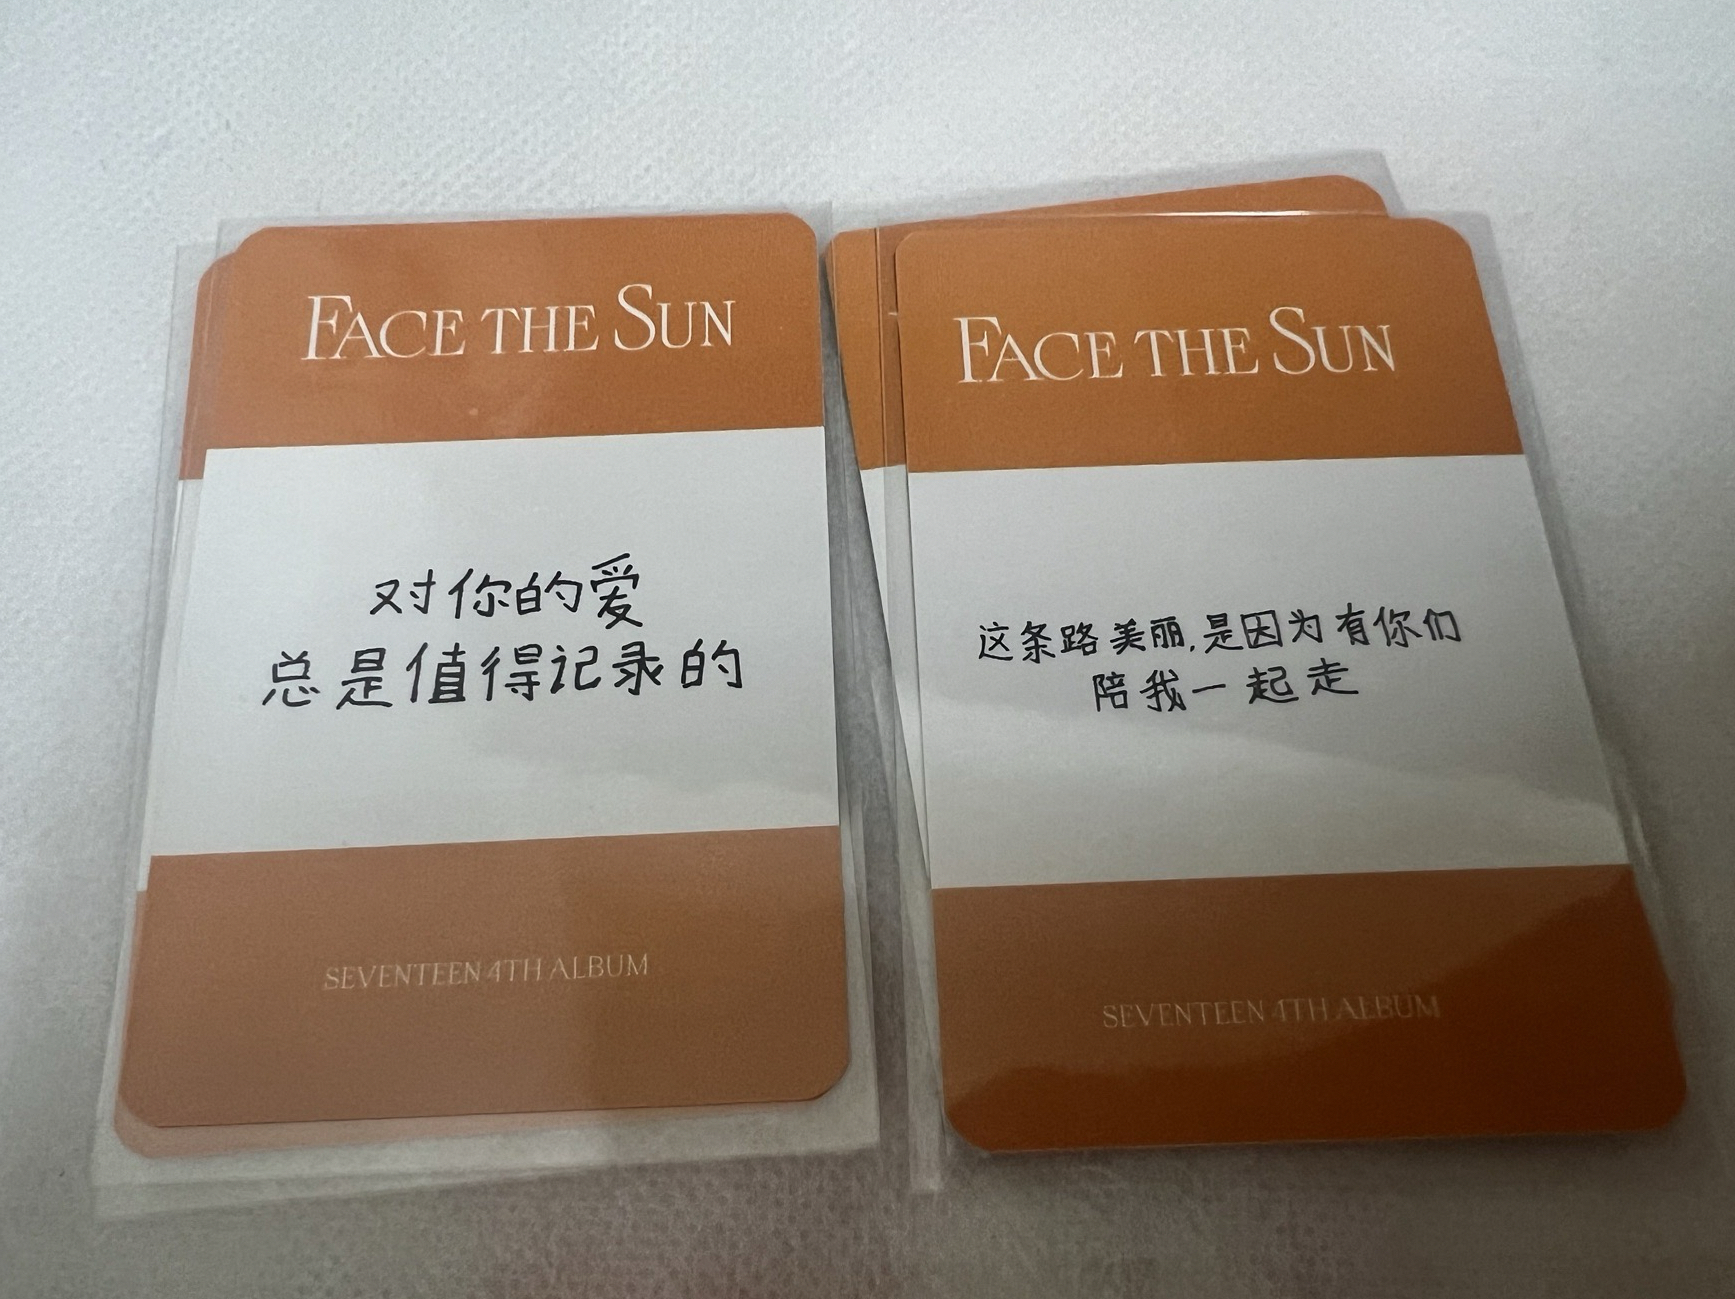 FACE THE SUN
对你的爱
总是值得记录的
SEVENTEEN 4TH ALBUM
FACE THE SUN
这条路美丽,是因为有你们
陪我一起走
SEVENTEEN 4TH ALBUM